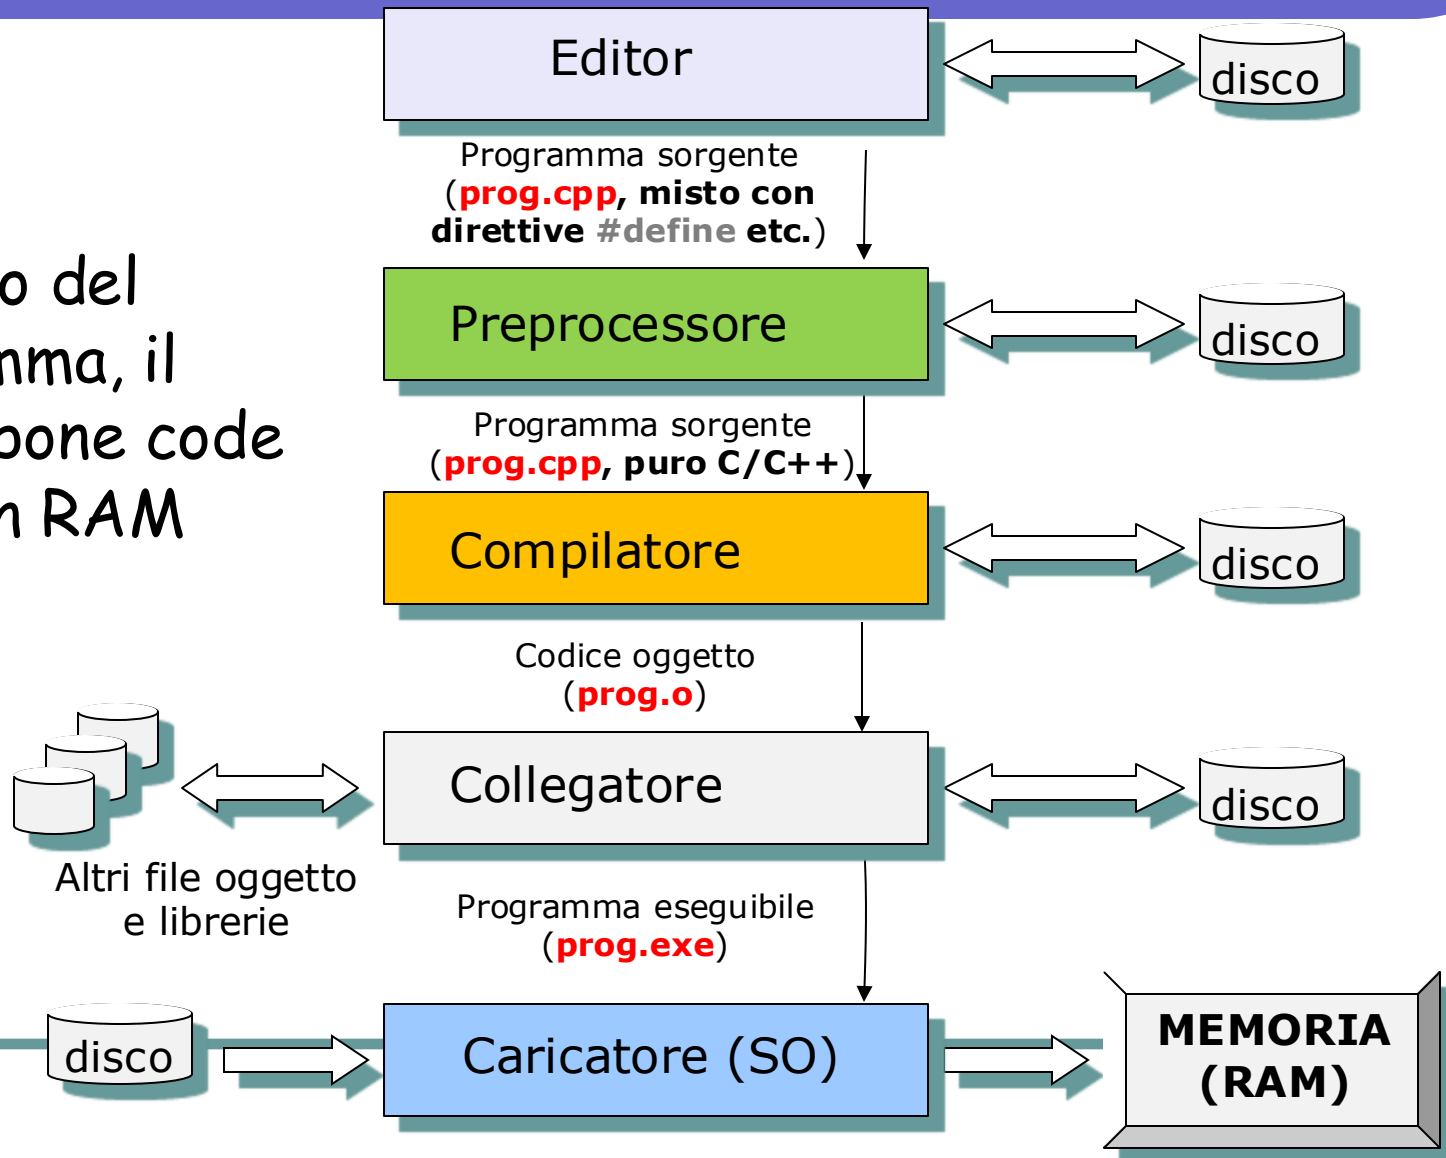 Editor
disco
Programma sorgente
(prog.cpp, misto con
direttive #define etc.)
o del
mma, il
pone code
n RAM
Preprocessore
disco
Programma sorgente
(prog.cpp, puro C/C++)
Compilatore
disco
Codice oggetto
(prog.o)
Collegatore
disco
Altri file oggetto
e librerie
Programma eseguibile
(prog.exe)
disco
Caricatore (SO)
MEMORIA
(RAM)